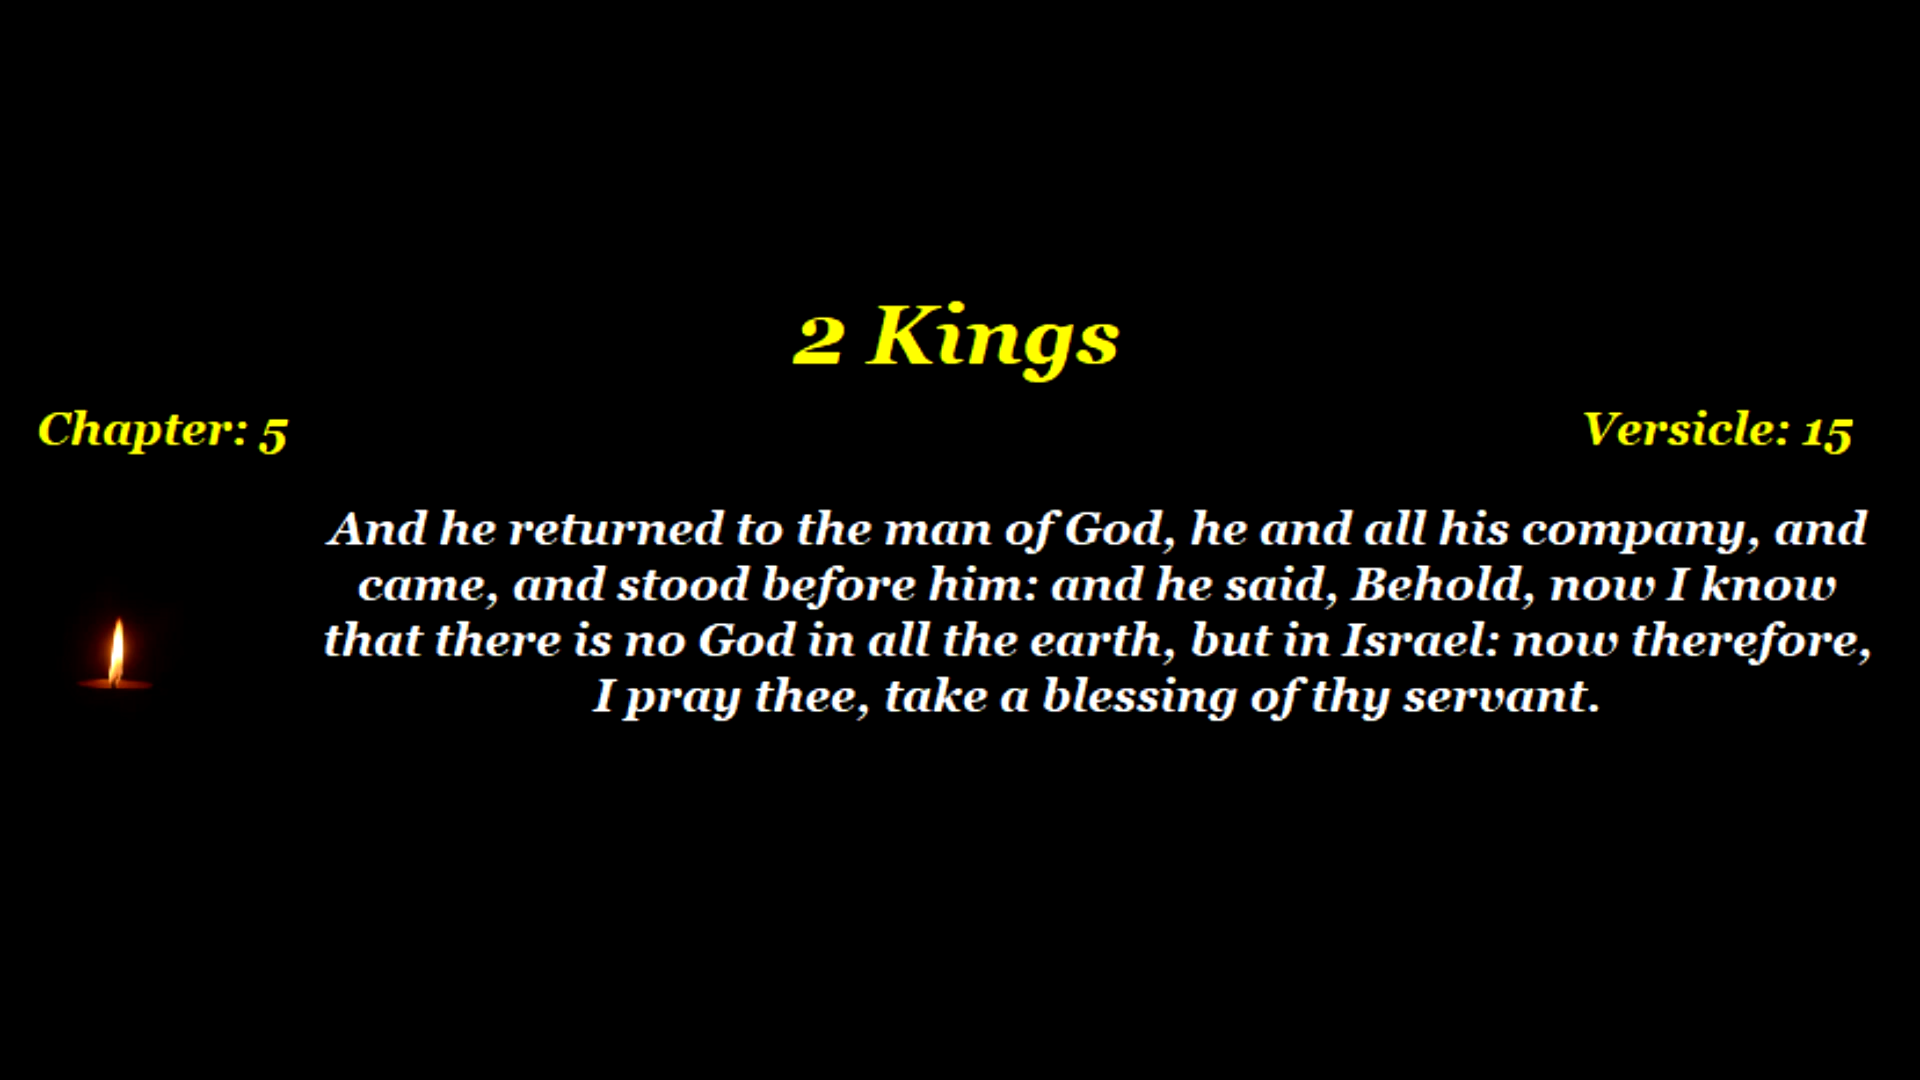 2 Kings
Chapter: 5
Versicle: 15
And he returned to the man of God, he and all his company, and
came, and stood before him: and he said, Behold, now I know
that there is no God in all the earth, but in Israel: now therefore,
I pray thee, take a blessing of thy servant.